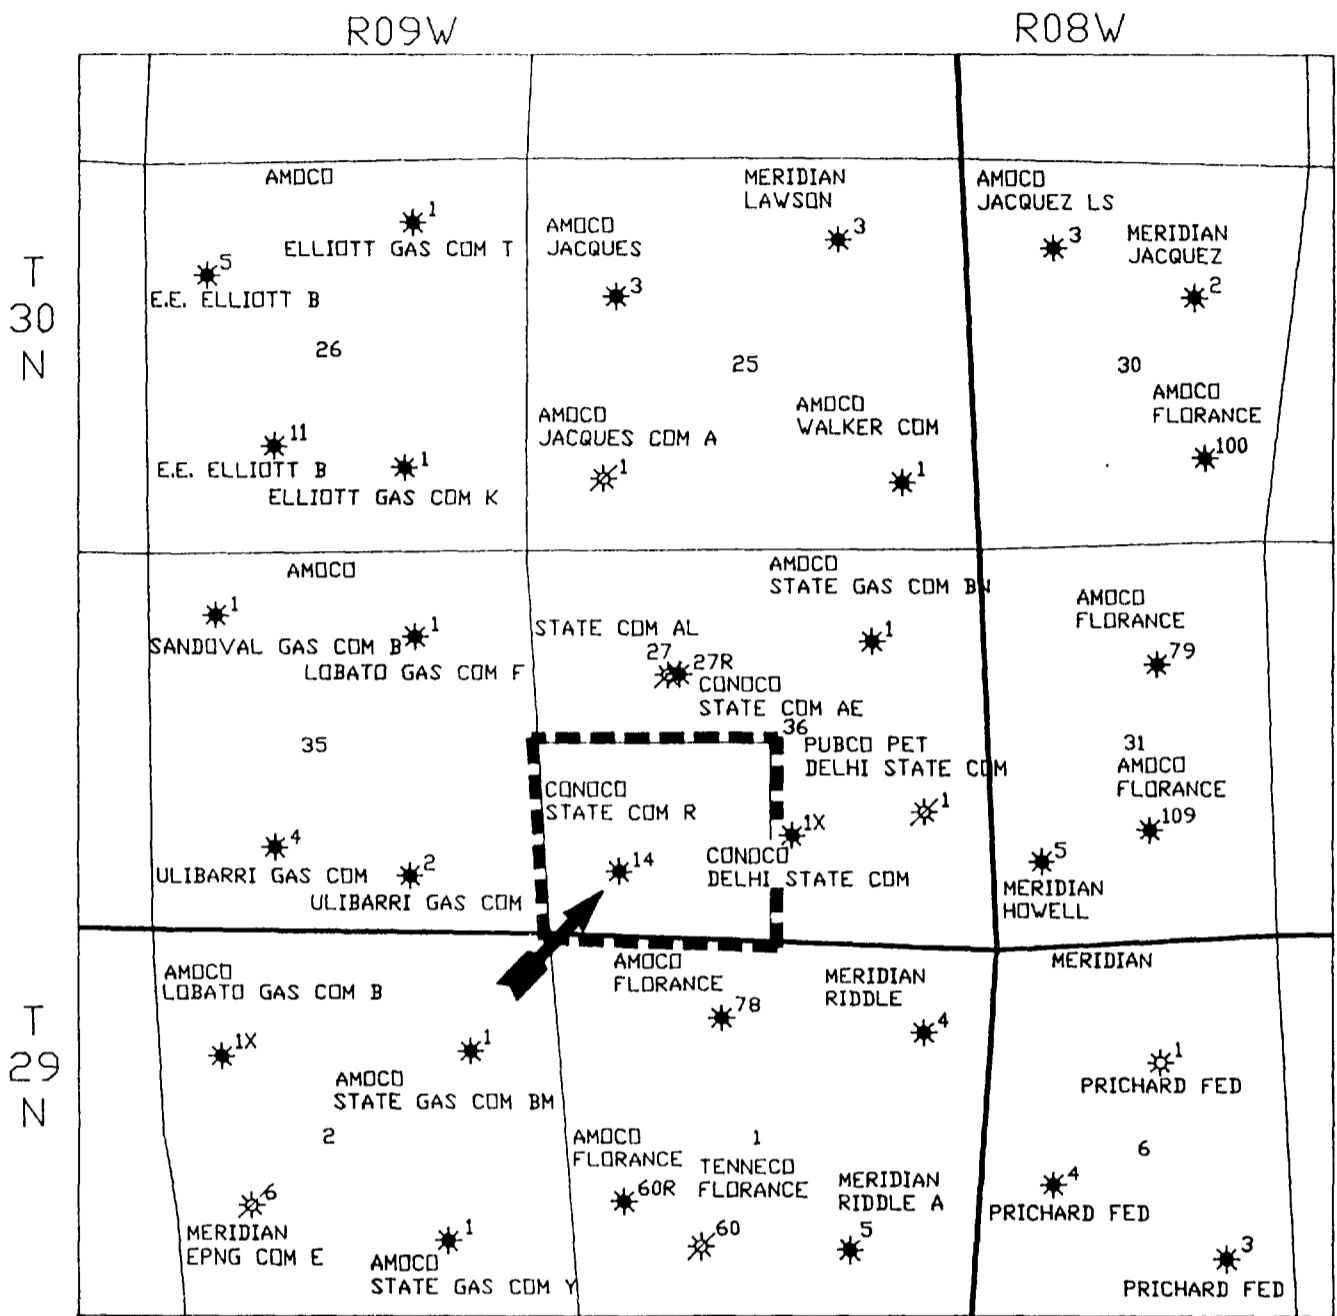 R09W
R08W
T
30
N
AMOCO
1
ELLIOTT GAS COM T
5
E.E. ELLIOTT B
26
11
E.E. ELLIOTT B
1
ELLIOTT GAS COM K
AMOCO
JACQUES
3
MERIDIAN
LAWSON
3
25
AMOCO
JACQUES COM A
1
AMOCO
WALKER COM
1
AMOCO
JACQUEZ LS
3
MERIDIAN
JACQUEZ
2
30
AMOCO
FLORANCE
100
AMOCO
1
SANDOVAL GAS COM B
1
LOBATO GAS COM F
35
4
ULIBARRI GAS COM
2
ULIBARRI GAS COM
AMOCO
STATE GAS COM BN
1
STATE COM AL
27
27R
CONOCO
STATE COM AE
36
PUBCO PET
DELHI STATE COM
1
CONOCO
STATE COM R
14
1X
CONOCO
DELHI STATE COM
AMOCO
FLORANCE
79
31
AMOCO
FLORANCE
109
5
MERIDIAN
HOWELL
T
29
N
AMOCO
LOBATO GAS COM B
1X
1
AMOCO
STATE GAS COM BM
2
6
MERIDIAN
EPNG COM E
1
AMOCO
STATE GAS COM Y
AMOCO
FLORANCE
78
MERIDIAN
RIDDLE
4
1
AMOCO
FLORANCE
60R
TENNECO
FLORANCE
60
MERIDIAN
RIDDLE A
5
MERIDIAN
1
PRICHARD FED
6
4
PRICHARD FED
3
PRICHARD FED